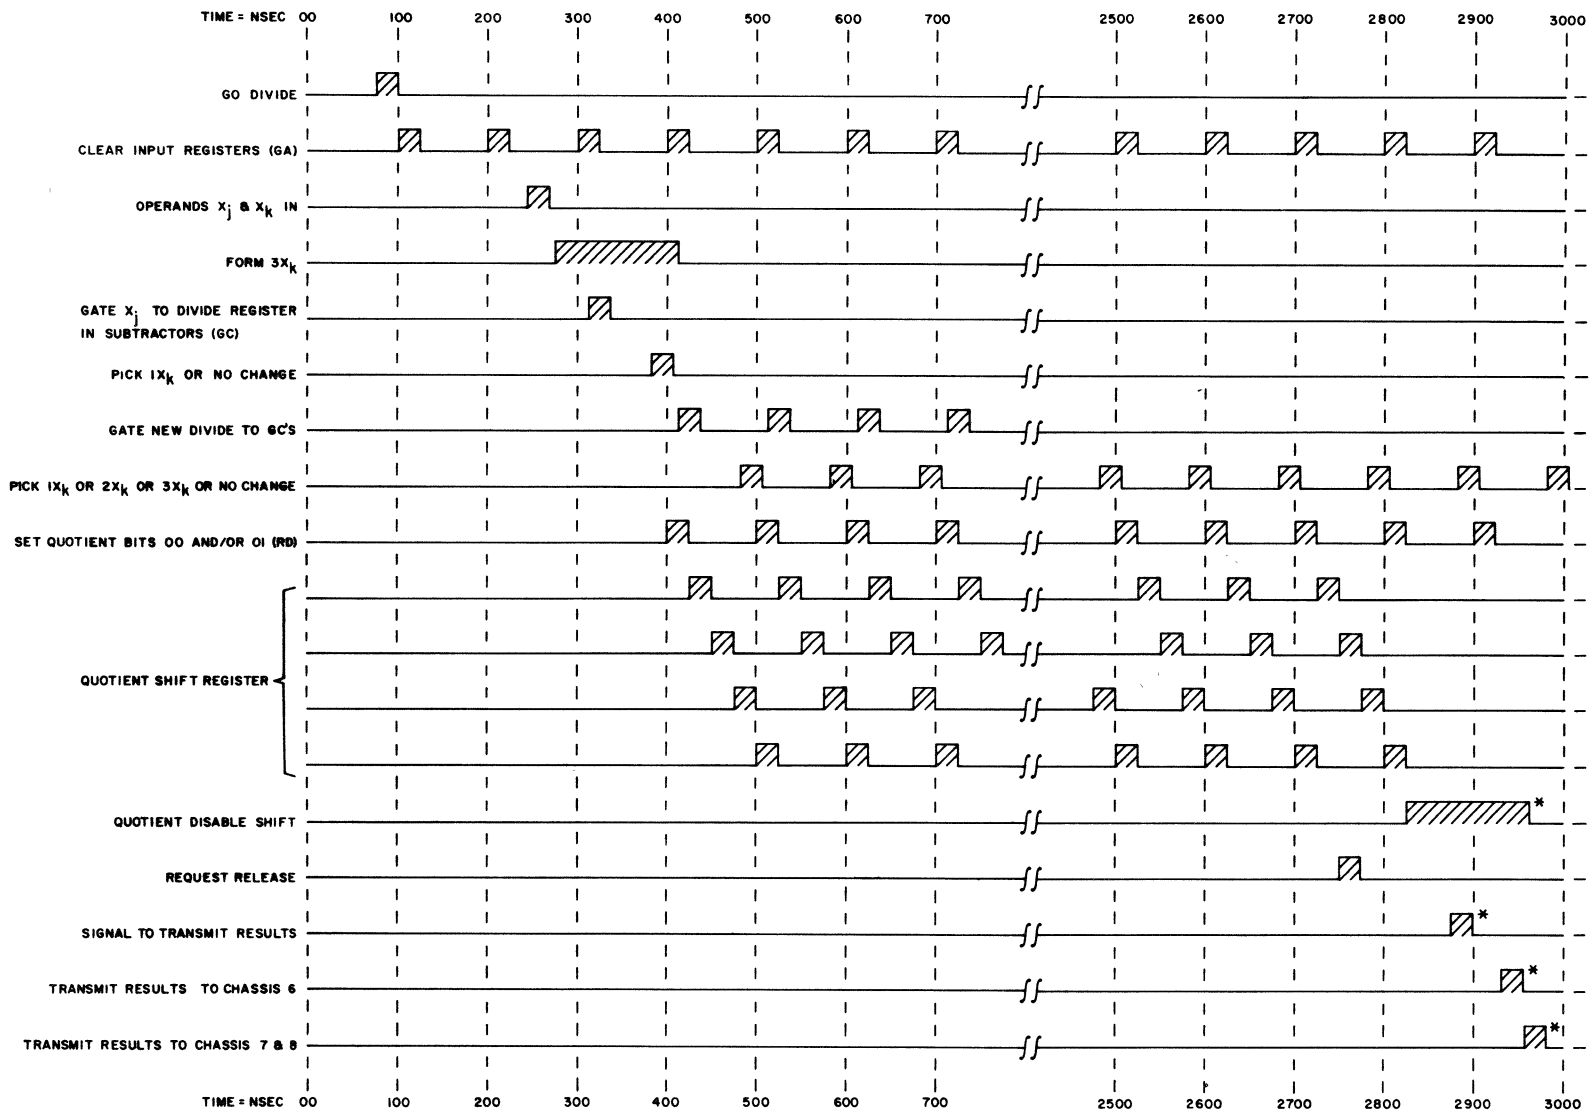 TIME = NSEC 00 100 200 300 400 500 600 700 2500 2600 2700 2800 2900 3000
GO DIVIDE
CLEAR INPUT REGISTERS (GA)
OPERANDS Xj & Xk IN
FORM 3Xk
GATE Xj TO DIVIDE REGISTER
IN SUBTRACTORS (GC)
PICK 1Xk OR NO CHANGE
GATE NEW DIVIDE TO GC'S
PICK 1Xk OR 2Xk OR 3Xk OR NO CHANGE
SET QUOTIENT BITS 00 AND/OR 01 (RD)
QUOTIENT SHIFT REGISTER
QUOTIENT DISABLE SHIFT *
REQUEST RELEASE
SIGNAL TO TRANSMIT RESULTS *
TRANSMIT RESULTS TO CHASSIS 6 *
TRANSMIT RESULTS TO CHASSIS 7 & 8 *
TIME = NSEC 00 100 200 300 400 500 600 700 2500 2600 2700 2800 2900 3000